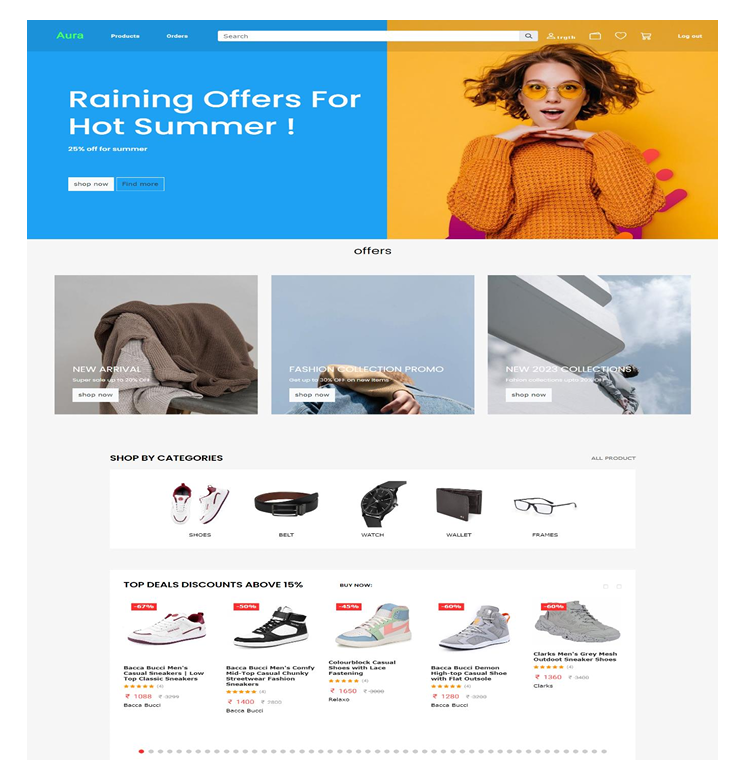 Aura
Products
Orders
Search
trgth
Log out
Raining Offers For
Hot Summer !
25% off for summer
shop now
Find more
offers
NEW ARRIVAL
Super sale up to 20% OFF
shop now
FASHION COLLECTION PROMO
Get up to 30% OFF on new items
shop now
NEW 2023 COLLECTIONS
Fashion collections upto 30% OFF
shop now
SHOP BY CATEGORIES
ALL PRODUCT
SHOES
BELT
WATCH
WALLET
FRAMES
TOP DEALS DISCOUNTS ABOVE 15%
BUY NOW:
-67%
Bacca Bucci Men's
Casual Sneakers | Low
Top Classic Sneakers
(4)
₹ 1088 ₹ 3299
Bacca Bucci
-50%
Bacca Bucci Men's Comfy
Mid-Top Casual Chunky
Streetwear Fashion
Sneakers
(4)
₹ 1400 ₹ 2805
Bacca Bucci
-45%
Colourblock Casual
Shoes with Lace
Fastening
(4)
₹ 1650
Relaxo
-60%
Bacca Bucci Demon
High-top Casual Shoe
with Flat Outsole
(4)
₹ 1280 ₹ 3200
Bacca Bucci
-60%
Clarks Men's Grey Mesh
Outdoot Sneaker Shoes
(4)
₹ 1360 ₹ 3400
Clarks